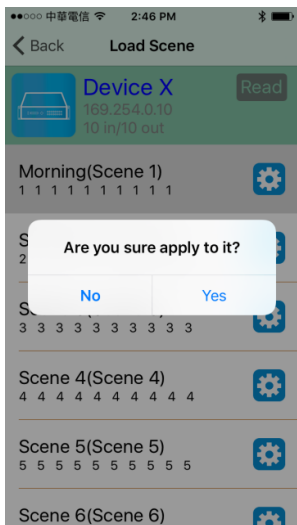 中華電信 2:46 PM
Back Load Scene
Device X
Read
169.254.0.10
10 in/10 out
Morning(Scene 1)
1 1 1 1 1 1 1 1 1 1
S
2
Are you sure apply to it?
No Yes
S
3 3 3 3 3 3 3 3 3 3
Scene 4(Scene 4)
4 4 4 4 4 4 4 4 4 4
Scene 5(Scene 5)
5 5 5 5 5 5 5 5 5 5
Scene 6(Scene 6)